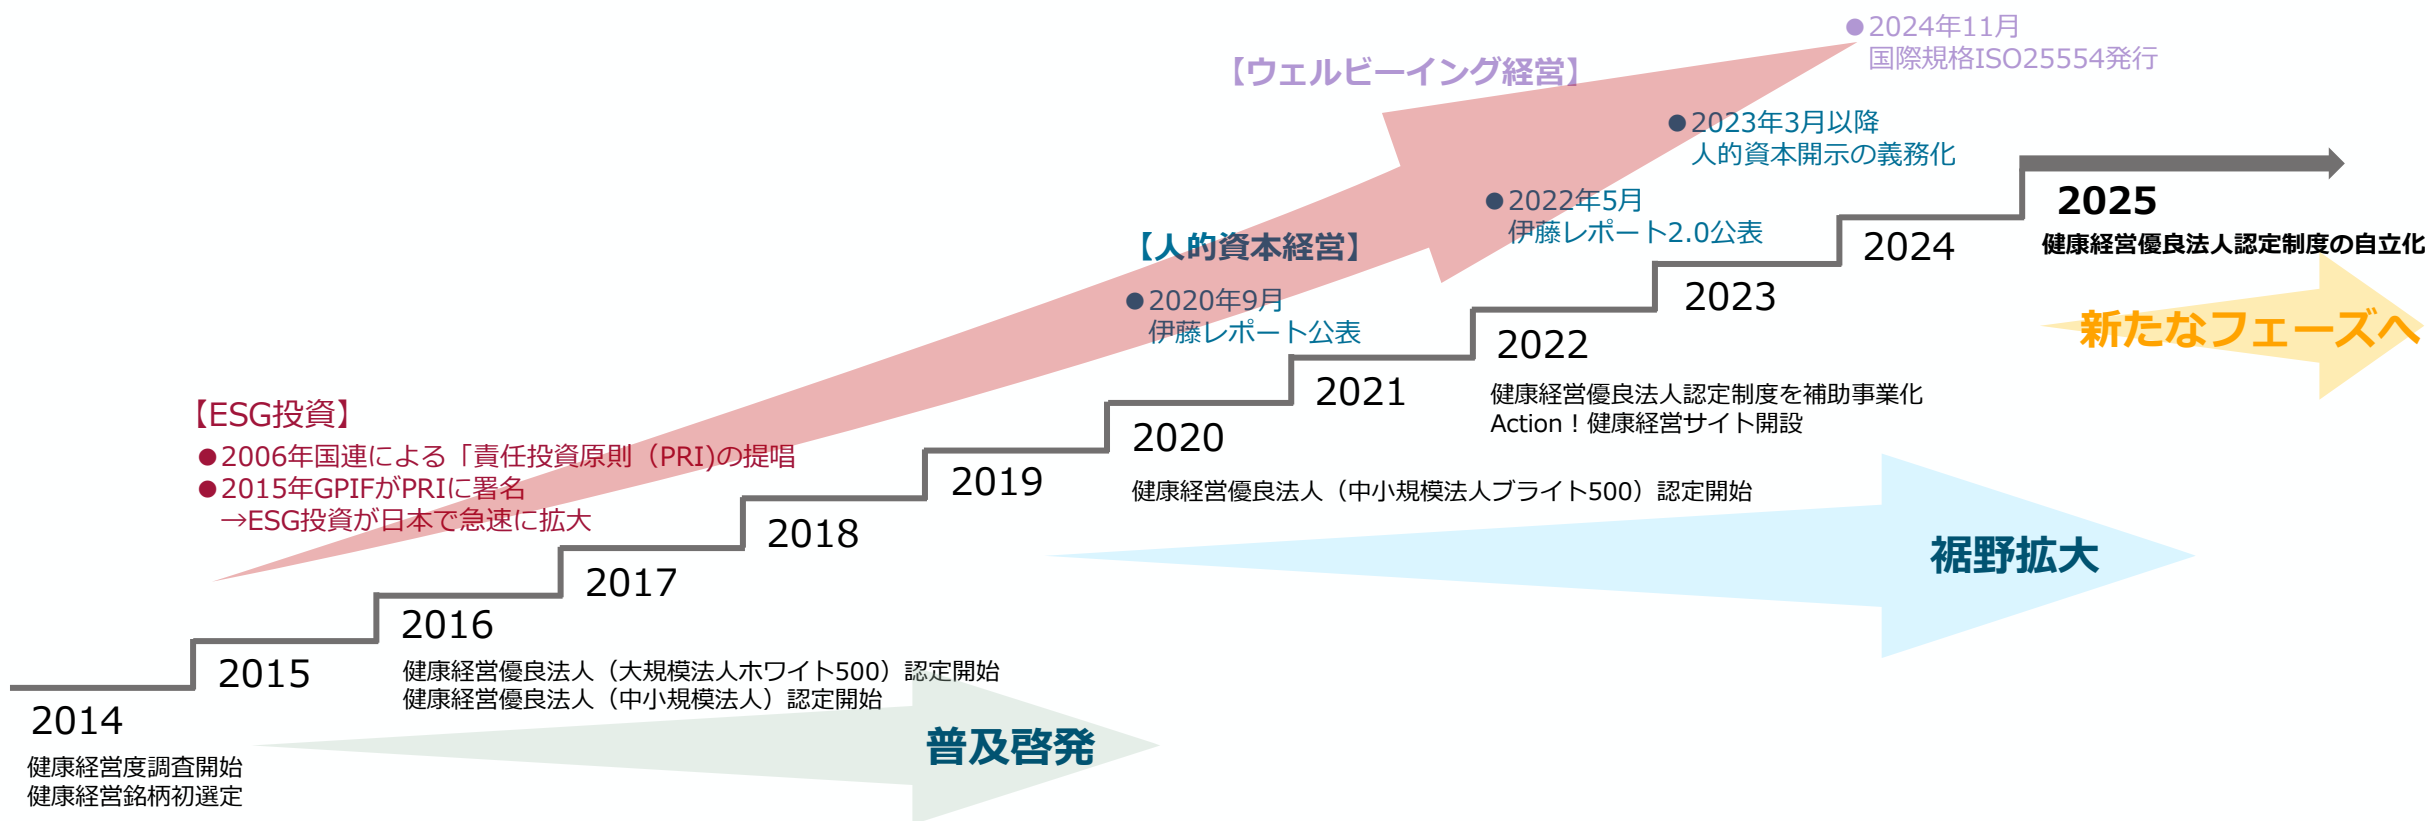 ●2024年11月
国際規格ISO25554発行
【ウェルビーイング経営】
●2023年3月以降
人的資本開示の義務化
●2022年5月
伊藤レポート2.0公表
【人的資本経営】
●2020年9月
伊藤レポート公表
【ESG投資】
●2006年国連による「責任投資原則（PRI)の提唱
●2015年GPIFがPRIに署名
→ESG投資が日本で急速に拡大
2014
健康経営度調査開始
健康経営銘柄初選定
2015
2016
健康経営優良法人（大規模法人ホワイト500）認定開始
健康経営優良法人（中小規模法人）認定開始
2017
2018
2019
2020
健康経営優良法人（中小規模法人ブライト500）認定開始
2021
2022
健康経営優良法人認定制度を補助事業化
Action！健康経営サイト開設
2023
2024
2025
健康経営優良法人認定制度の自立化
新たなフェーズへ
裾野拡大
普及啓発